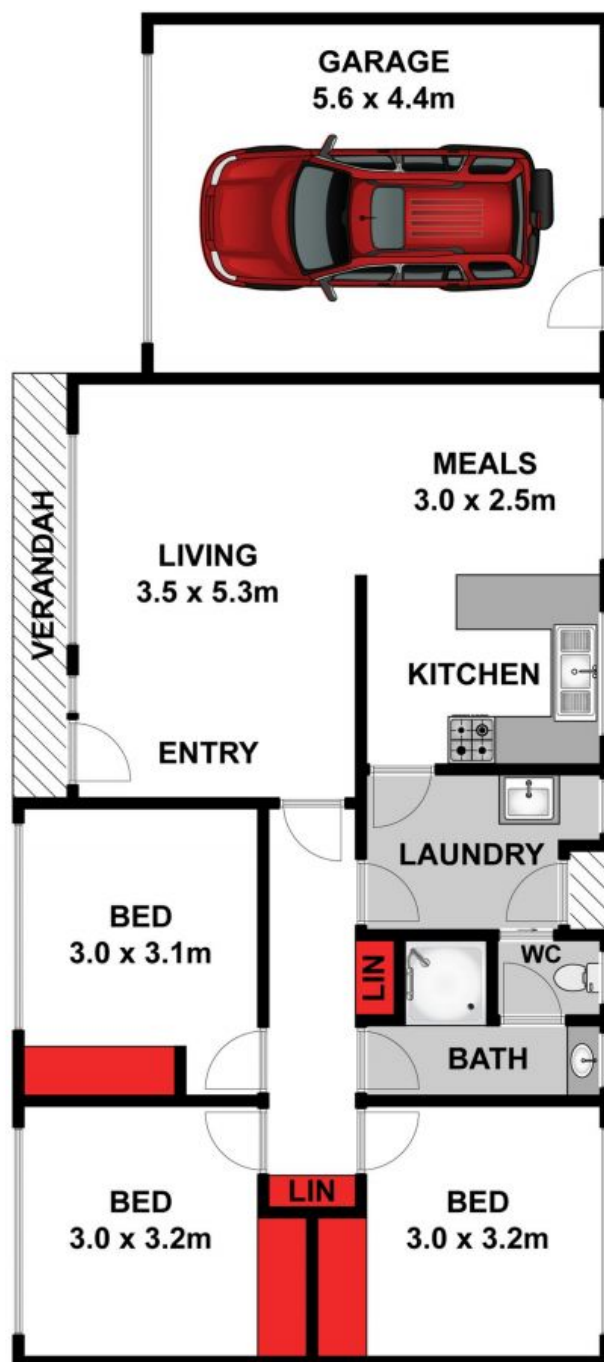 GARAGE
5.6 x 4.4m
MEALS
3.0 x 2.5m
VERANDAH
LIVING
3.5 x 5.3m
KITCHEN
ENTRY
LAUNDRY
BED
3.0 x 3.1m
LIN
WC
BATH
BED
3.0 x 3.2m
LIN
BED
3.0 x 3.2m